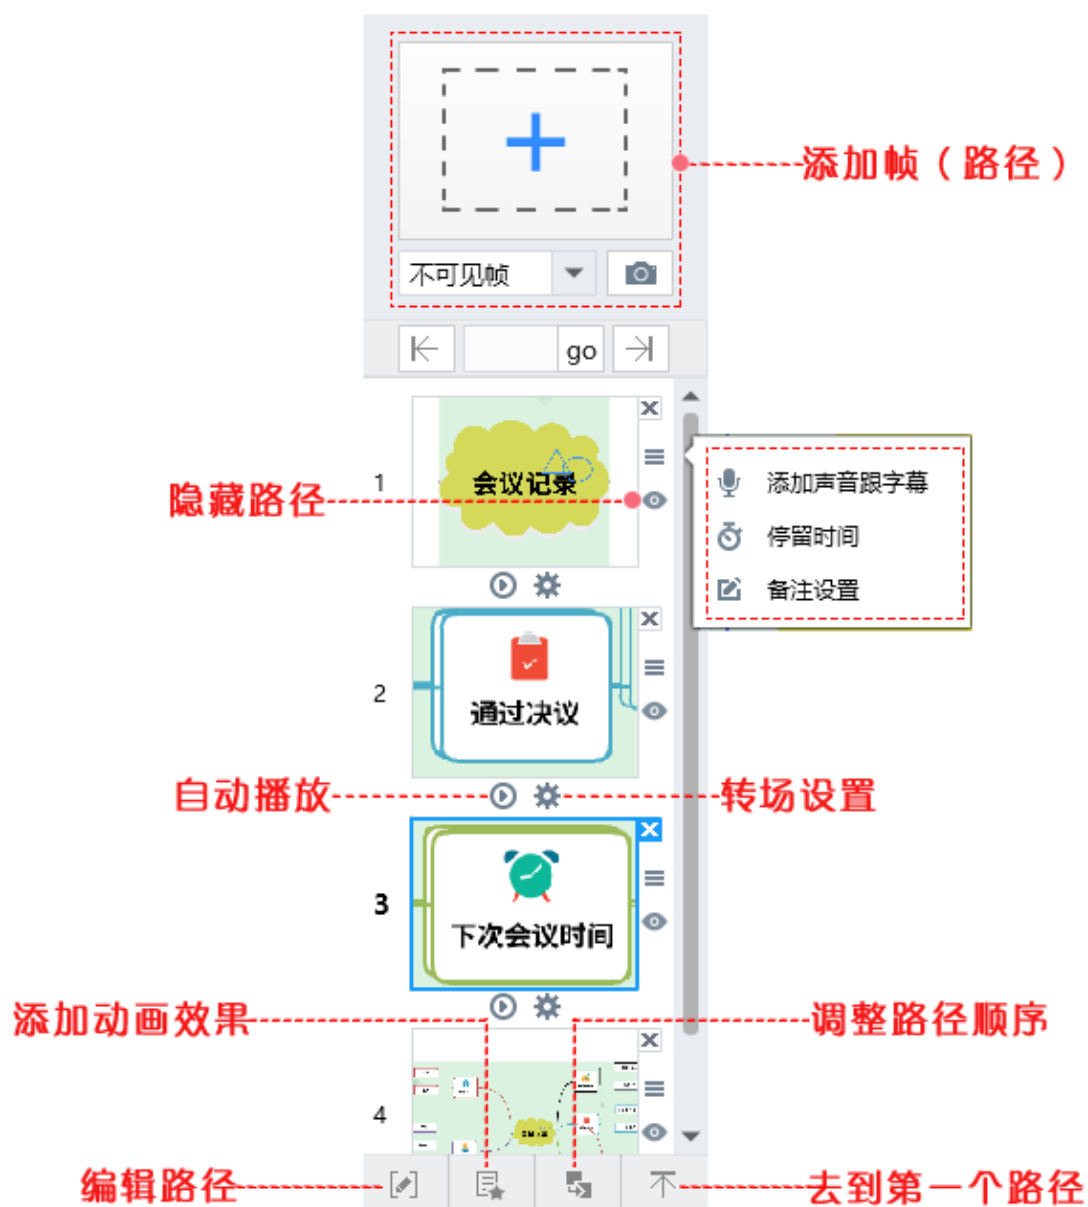 添加帧（路径）
不可见帧
go
1
会议记录
隐藏路径
添加声音跟字幕
停留时间
备注设置
2
通过决议
自动播放
转场设置
3
下次会议时间
添加动画效果
调整路径顺序
4
编辑路径
去到第一个路径